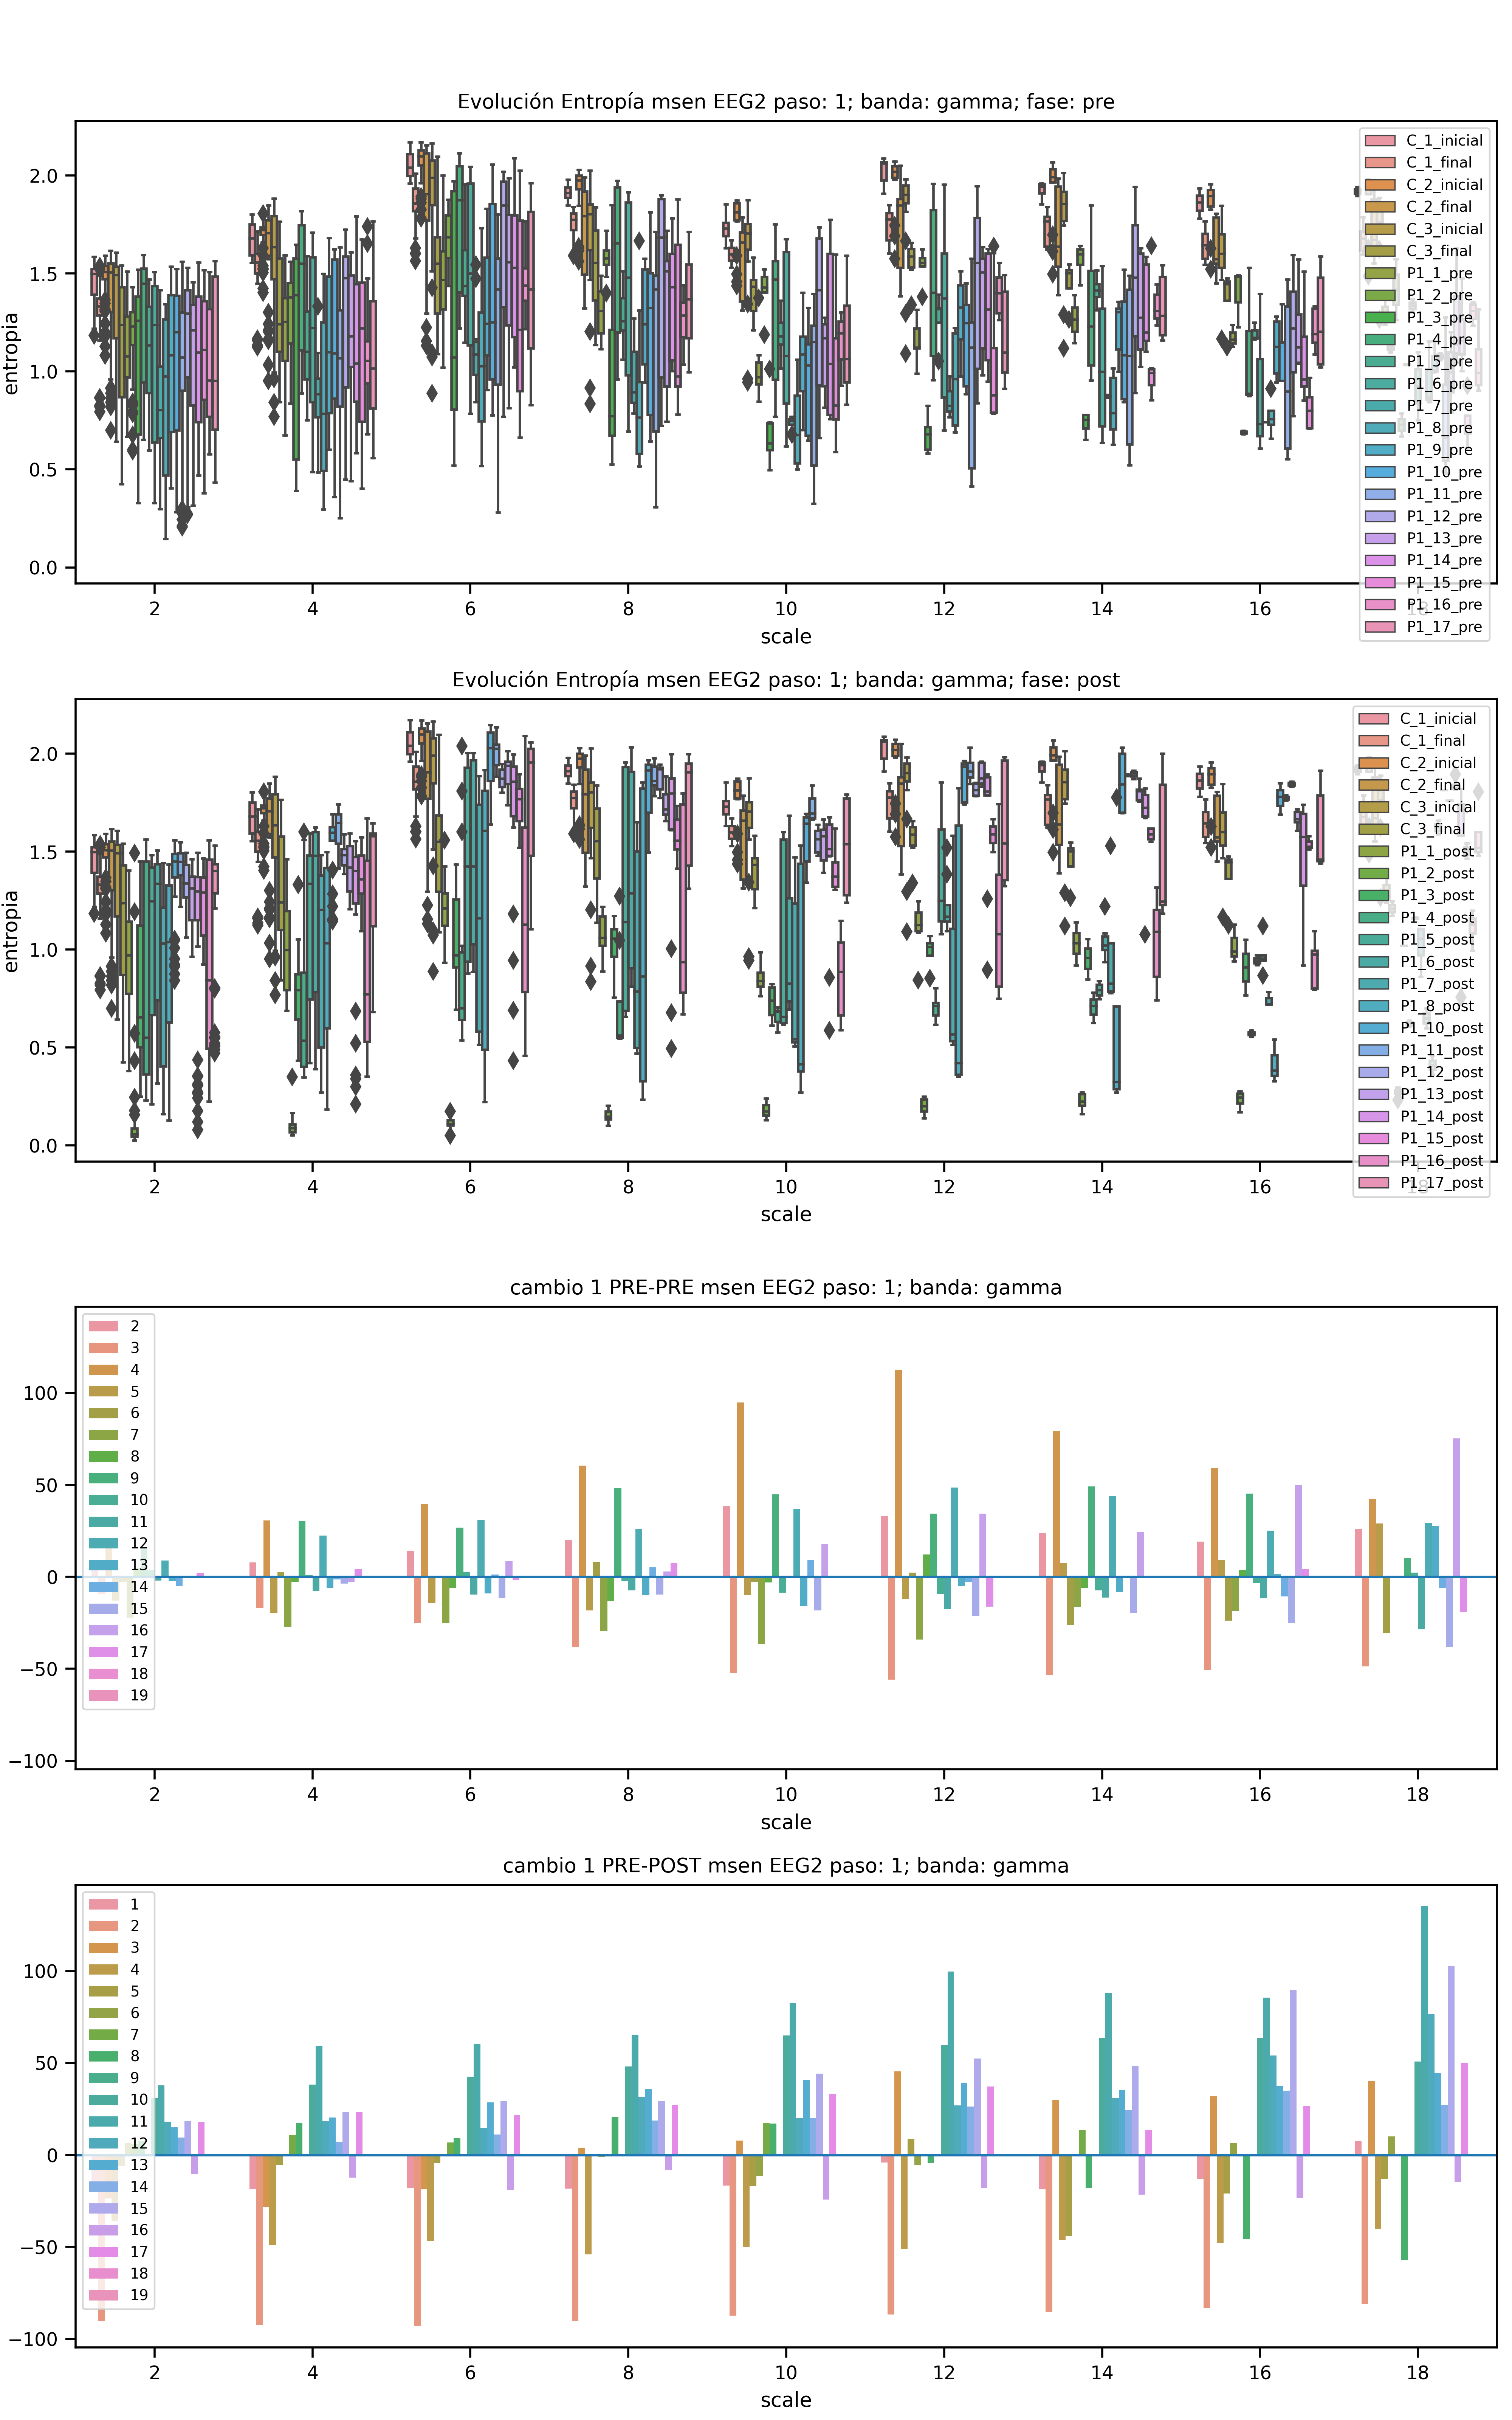 Evolución Entropía msen EEG2 paso: 1; banda: gamma; fase: pre
entropia
2.0
1.5
1.0
0.5
0.0
C_1_inicial
C_1_final
C_2_inicial
C_2_final
C_3_inicial
C_3_final
P1_1_pre
P1_2_pre
P1_3_pre
P1_4_pre
P1_5_pre
P1_6_pre
P1_7_pre
P1_8_pre
P1_9_pre
P1_10_pre
P1_11_pre
P1_12_pre
P1_13_pre
P1_14_pre
P1_15_pre
P1_16_pre
P1_17_pre
2 4 6 8 10 12 14 16 18
scale
Evolución Entropía msen EEG2 paso: 1; banda: gamma; fase: post
entropia
2.0
1.5
1.0
0.5
0.0
C_1_inicial
C_1_final
C_2_inicial
C_2_final
C_3_inicial
C_3_final
P1_1_post
P1_2_post
P1_3_post
P1_4_post
P1_5_post
P1_6_post
P1_7_post
P1_8_post
P1_10_post
P1_11_post
P1_12_post
P1_13_post
P1_14_post
P1_15_post
P1_16_post
P1_17_post
2 4 6 8 10 12 14 16 18
scale
cambio 1 PRE-PRE msen EEG2 paso: 1; banda: gamma
100
50
0
−50
−100
2
3
4
5
6
7
8
9
10
11
12
13
14
15
16
17
18
19
2 4 6 8 10 12 14 16 18
scale
cambio 1 PRE-POST msen EEG2 paso: 1; banda: gamma
100
50
0
−50
−100
1
2
3
4
5
6
7
8
9
10
11
12
13
14
15
16
17
18
19
2 4 6 8 10 12 14 16 18
scale